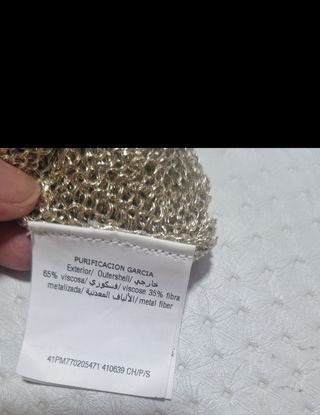 PURIFICACION GARCIA
Exterior/ Outershell/ خارجي
65% viscosa/ فسكوزي/ viscose 35% fibra
metalizada/ الألياف المعدنية/ metal fiber
41PM770205471 410639 CH/P/S